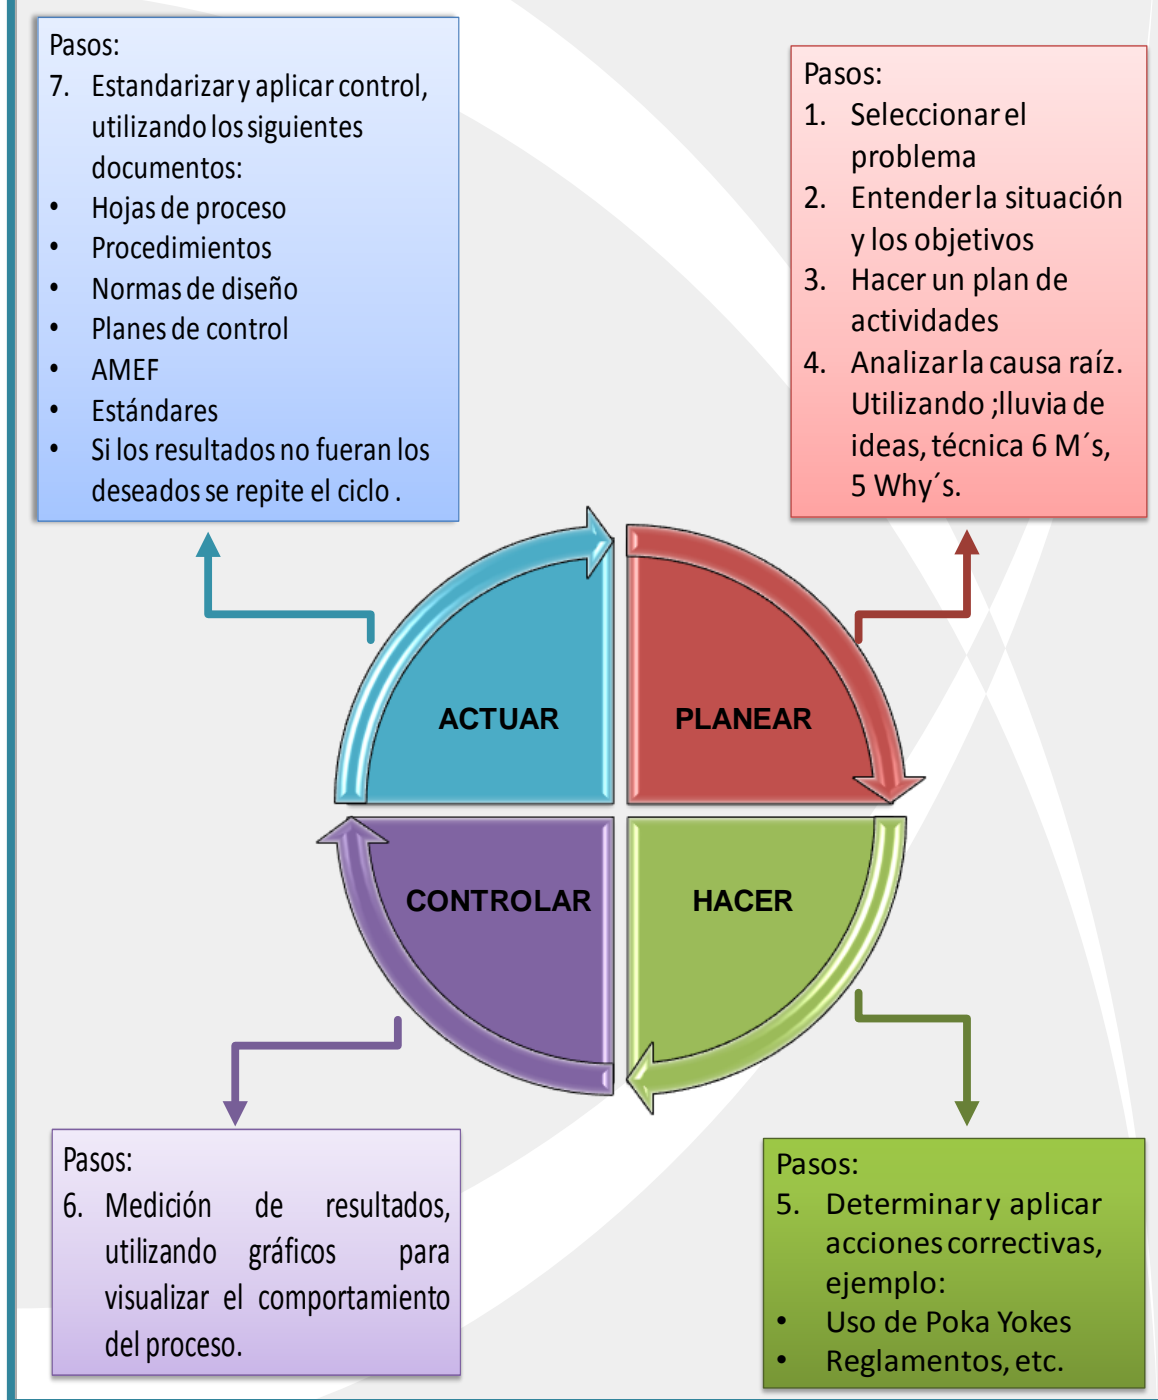 Pasos:
7. Estandarizar y aplicar control,
utilizando los siguientes
documentos:
• Hojas de proceso
• Procedimientos
• Normas de diseño
• Planes de control
• AMEF
• Estándares
• Si los resultados no fueran los
deseados se repite el ciclo .
Pasos:
1. Seleccionar el
problema
2. Entender la situación
y los objetivos
3. Hacer un plan de
actividades
4. Analizar la causa raíz.
Utilizando ;lluvia de
ideas, técnica 6 M´s,
5 Why´s.
ACTUAR
PLANEAR
CONTROLAR
HACER
Pasos:
6. Medición de resultados,
utilizando gráficos para
visualizar el comportamiento
del proceso.
Pasos:
5. Determinar y aplicar
acciones correctivas,
ejemplo:
• Uso de Poka Yokes
• Reglamentos, etc.